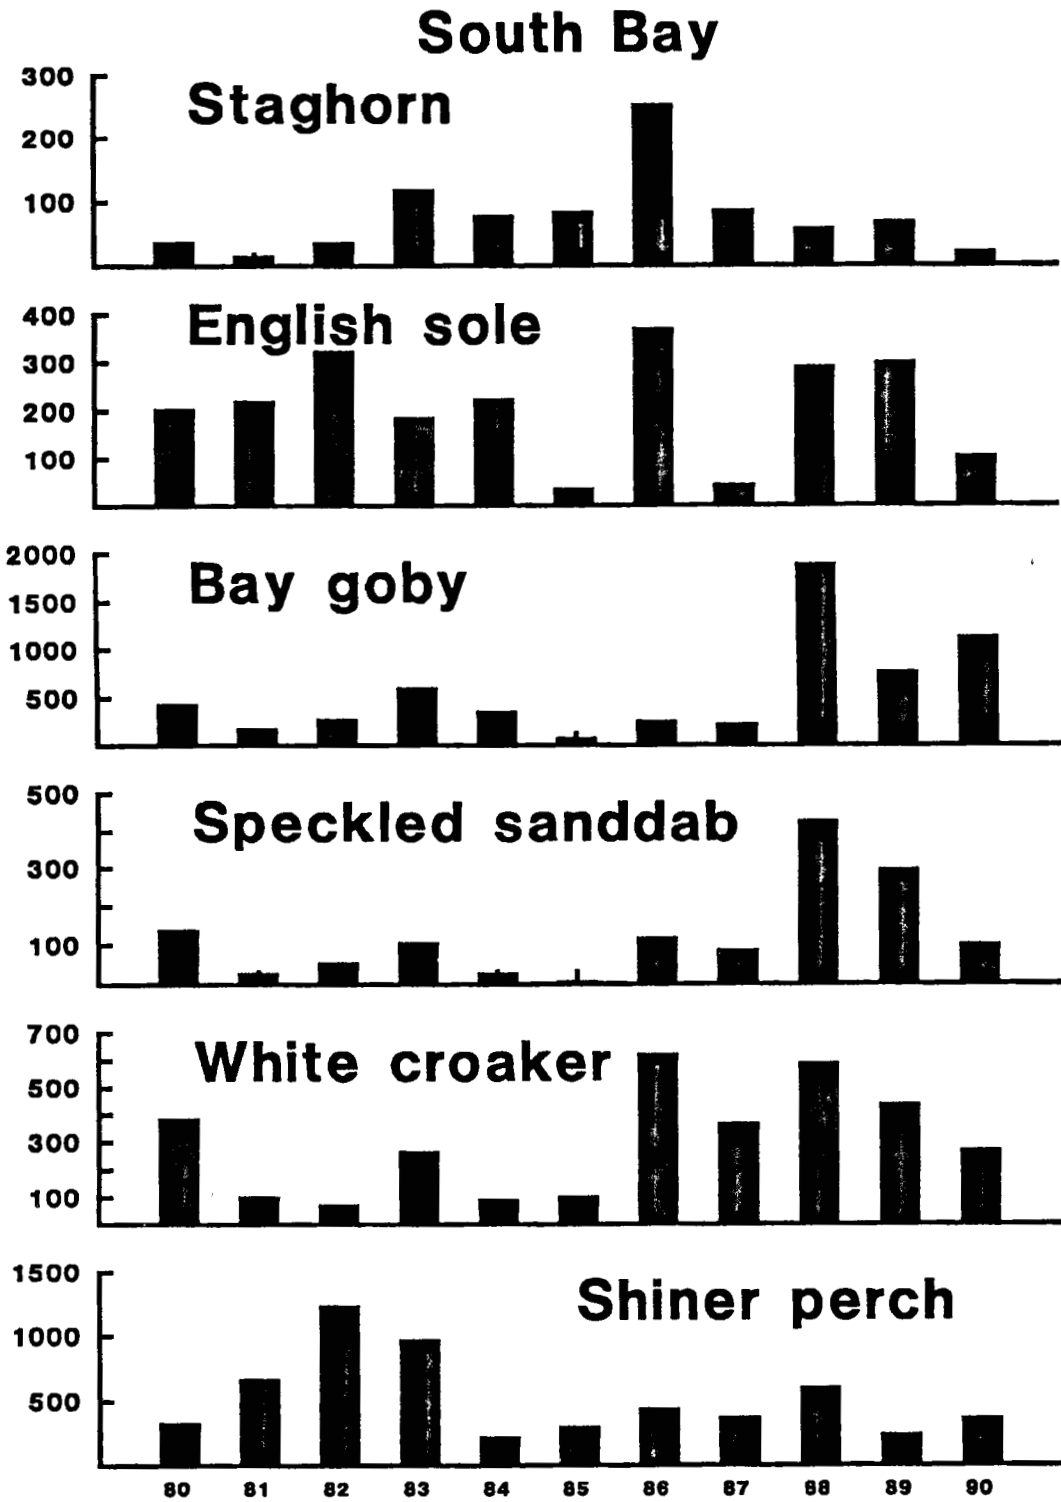 South Bay
300
Staghorn
200
100
400
English sole
300
200
100
2000
Bay goby
1500
1000
500
500
Speckled sanddab
300
100
700
White croaker
500
300
100
1500
Shiner perch
1000
500
80 81 82 83 84 85 86 87 88 89 90